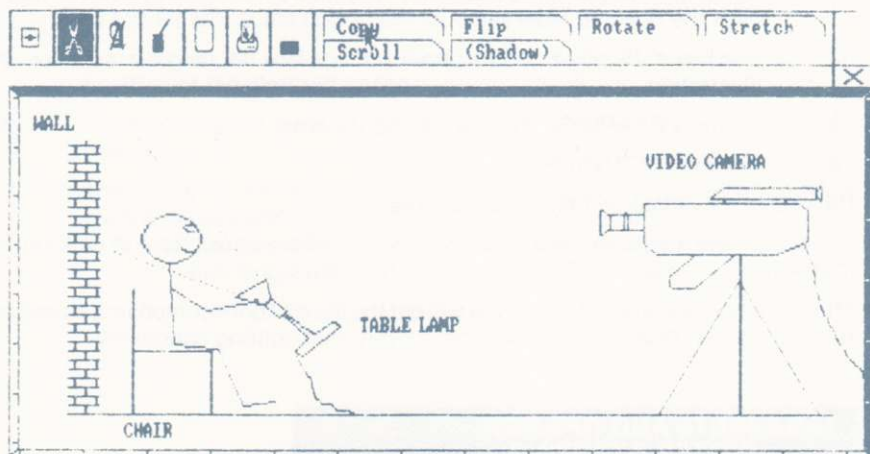 Copy Flip Rotate Stretch
Scroll (Shadow)
WALL
VIDEO CAMERA
TABLE LAMP
CHAIR